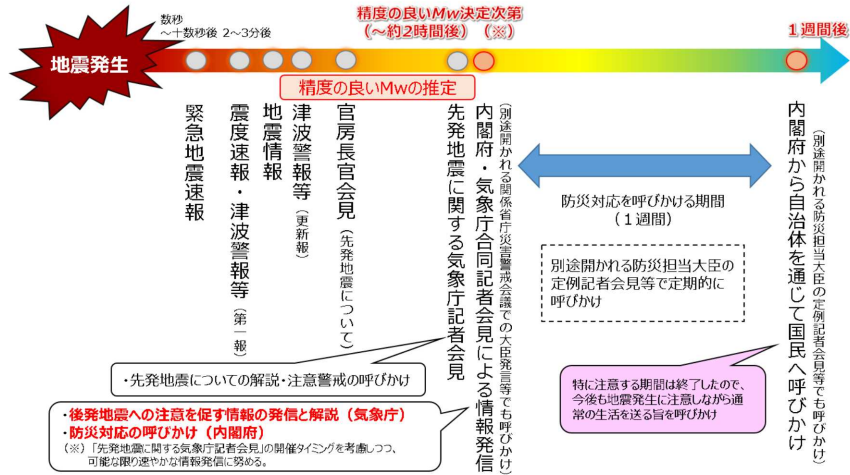 地震発生
数秒
～十数秒後
2～3分後
精度の良いMw決定次第
（～約２時間後）（※）
１週間後
精度の良いMwの推定
緊急地震速報
震度速報・津波警報等（第一報）
地震情報
津波警報等（更新報）
官房長官会見（先発地震について）
先発地震に関する気象庁記者会見
内閣府・気象庁合同記者会見による情報発信
（別途開かれる関係省庁災害警戒会議での大臣発言等でも呼びかけ）
防災対応を呼びかける期間
（１週間）
別途開かれる防災担当大臣の
定例記者会見等で定期的に
呼びかけ
内閣府から自治体を通じて国民へ呼びかけ
（別途開かれる防災担当大臣の定例記者会見等でも呼びかけ）
・先発地震についての解説・注意警戒の呼びかけ
・後発地震への注意を促す情報の発信と解説（気象庁）
・防災対応の呼びかけ（内閣府）
（※）「先発地震に関する気象庁記者会見」の開催タイミングを考慮しつつ、
可能な限り速やかな情報発信に努める。
特に注意する期間は終了したので、
今後も地震発生に注意しながら通
常の生活を送る旨を呼びかけ